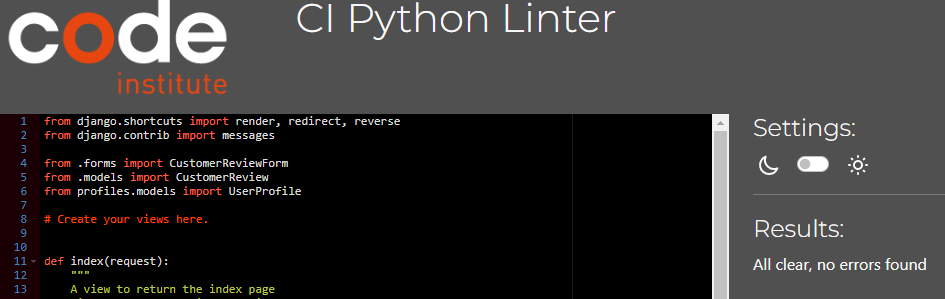 code
institute
CI Python Linter
1 from django.shortcuts import render, redirect, reverse
2 from django.contrib import messages
3
4 from .forms import CustomerReviewForm
5 from .models import CustomerReview
6 from profiles.models import UserProfile
7
8 # Create your views here.
9
10
11 def index(request):
12 """
13 A view to return the index page
Settings:
Results:
All clear, no errors found